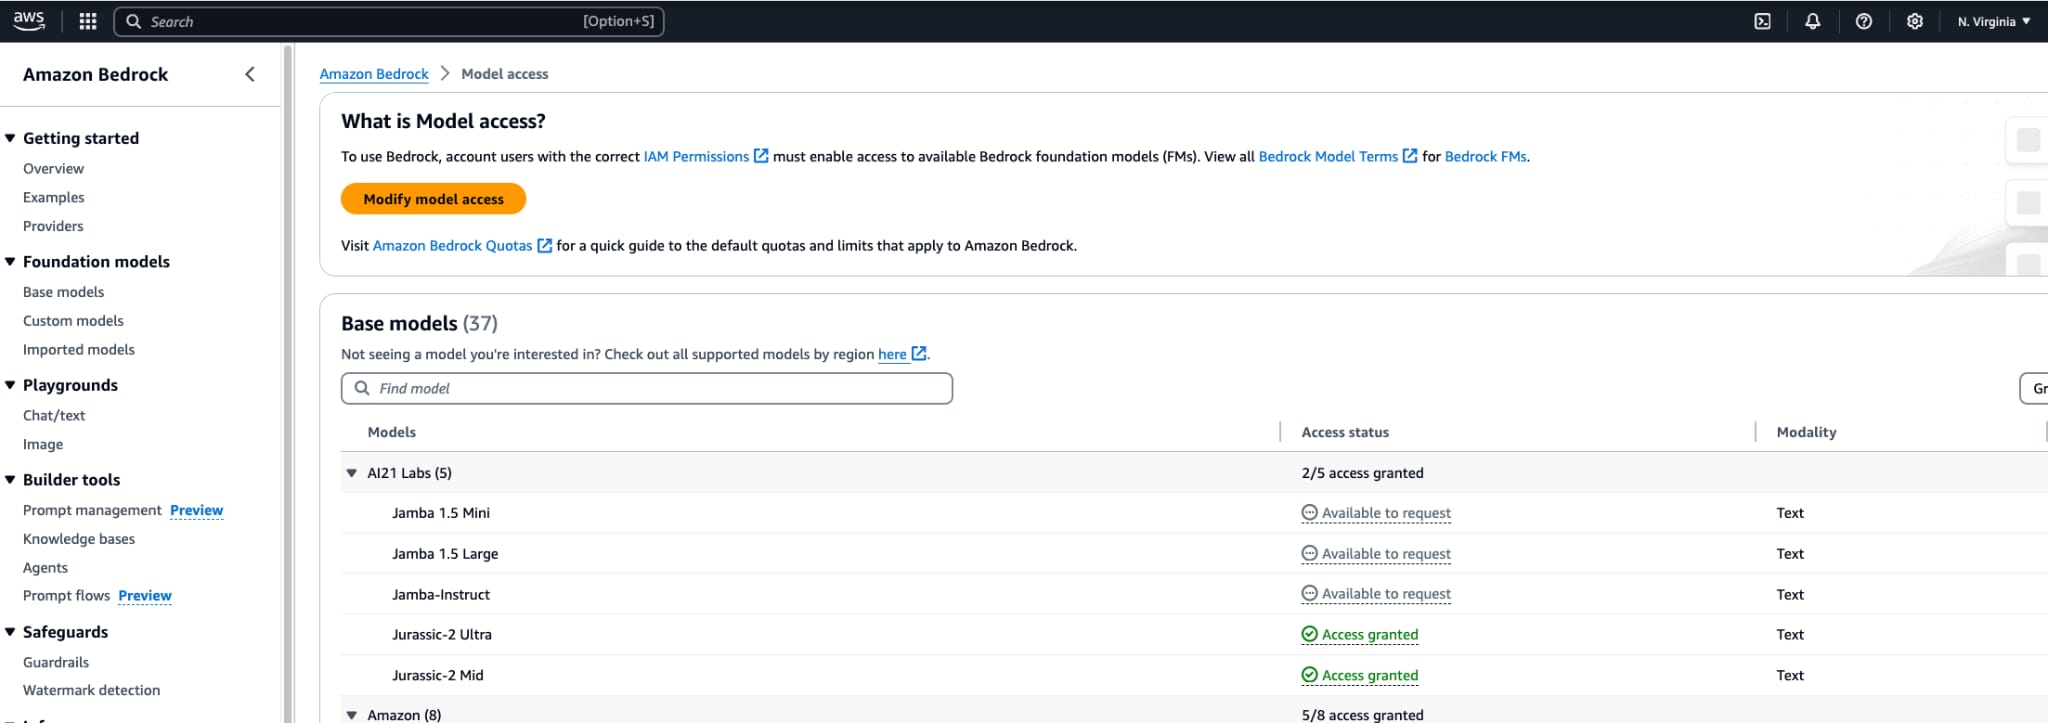 aws
Search [Option+S]
N. Virginia
Amazon Bedrock
Getting started
Overview
Examples
Providers
Foundation models
Base models
Custom models
Imported models
Playgrounds
Chat/text
Image
Builder tools
Prompt management Preview
Knowledge bases
Agents
Prompt flows Preview
Safeguards
Guardrails
Watermark detection
Amazon Bedrock > Model access
What is Model access?
To use Bedrock, account users with the correct IAM Permissions must enable access to available Bedrock foundation models (FMs). View all Bedrock Model Terms for Bedrock FMs.
Modify model access
Visit Amazon Bedrock Quotas for a quick guide to the default quotas and limits that apply to Amazon Bedrock.
Base models (37)
Not seeing a model you're interested in? Check out all supported models by region here.
Find model
Gr
Models Access status Modality
AI21 Labs (5) 2/5 access granted
Jamba 1.5 Mini Available to request Text
Jamba 1.5 Large Available to request Text
Jamba-Instruct Available to request Text
Jurassic-2 Ultra Access granted Text
Jurassic-2 Mid Access granted Text
Amazon (8) 5/8 access granted